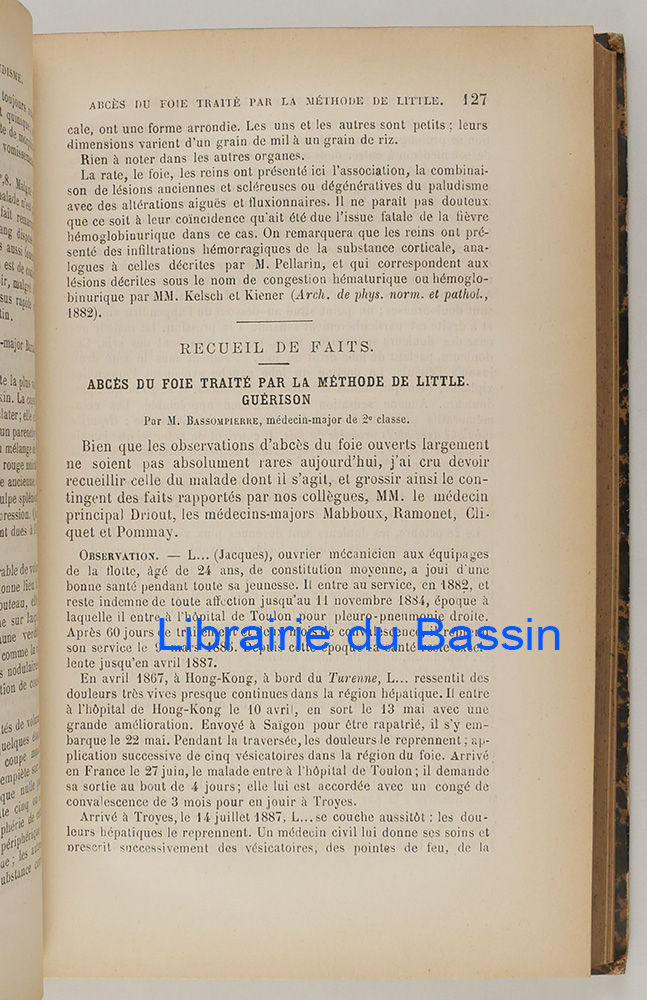 ABCÈS DU FOIE TRAITÉ PAR LA MÉTHODE DE LITTLE. 127
cale, ont une forme arrondie. Les uns et les autres sont petits ; leurs
dimensions varient d'un grain de mil à un grain de riz.
Rien à noter dans les autres organes.
La rate, le foie, les reins ont présenté ici l'association, la combinai-
son de lésions anciennes et scléreuses ou dégénératives du paludisme
avec des altérations aiguës et fluxionnaires. Il ne paraît pas douteux
que ce soit à leur coïncidence qu'ait été due l'issue fatale de la fièvre
hémoglobinurique dans ce cas. On remarquera que les reins ont pré-
senté des infiltrations hémorragiques de la substance corticale, ana-
logues à celles décrites par M. Pellarin, et qui correspondent aux
lésions décrites sous le nom de congestion hématurique ou hémoglo-
binurique par MM. Kelsch et Kiener (Arch. de phys. norm. et pathol.,
1882).
RECUEIL DE FAITS.
ABCÈS DU FOIE TRAITÉ PAR LA MÉTHODE DE LITTLE.
GUÉRISON
Par M. BASSOMPIERRE, médecin-major de 2e classe.
Bien que les observations d'abcès du foie ouverts largement
ne soient pas absolument rares aujourd'hui, j'ai cru devoir
recueillir celle du malade dont il s'agit, et grossir ainsi le con-
tingent des faits rapportés par nos collègues, MM. le médecin
principal Driout, les médecins-majors Mabboux, Ramonet, Cli-
quet et Pommay.
OBSERVATION. — L... (Jacques), ouvrier mécanicien aux équipages
de la flotte, âgé de 24 ans, de constitution moyenne, a joui d'une
bonne santé pendant toute sa jeunesse. Il entre au service, en 1882, et
reste indemne de toute affection jusqu'au 11 novembre 1884, époque à
laquelle il entre à l'hôpital de Toulon pour pleuro-pneumonie droite.
Après 60 jours de traitement et deux mois de convalescence, il reprend
Librairie du Bassin
son service le 9 mars 1885. Depuis cette époque sa santé reste excel-
lente jusqu'en avril 1887.
En avril 1867, à Hong-Kong, à bord du Turenne, L... ressentit des
douleurs très vives presque continues dans la région hépatique. Il entre
à l'hôpital de Hong-Kong le 10 avril, en sort le 13 mai avec une
grande amélioration. Envoyé à Saïgon pour être rapatrié, il s'y em-
barque le 22 mai. Pendant la traversée, les douleurs le reprennent ; ap-
plication successive de cinq vésicatoires dans la région du foie. Arrivé
en France le 27 juin, le malade entre à l'hôpital de Toulon ; il demande
sa sortie au bout de 4 jours ; elle lui est accordée avec un congé de
convalescence de 3 mois pour en jouir à Troyes.
Arrivé à Troyes, le 14 juillet 1887, L... se couche aussitôt : les dou-
leurs hépatiques le reprennent. Un médecin civil lui donne ses soins et
prescrit successivement des vésicatoires, des pointes de feu, de la